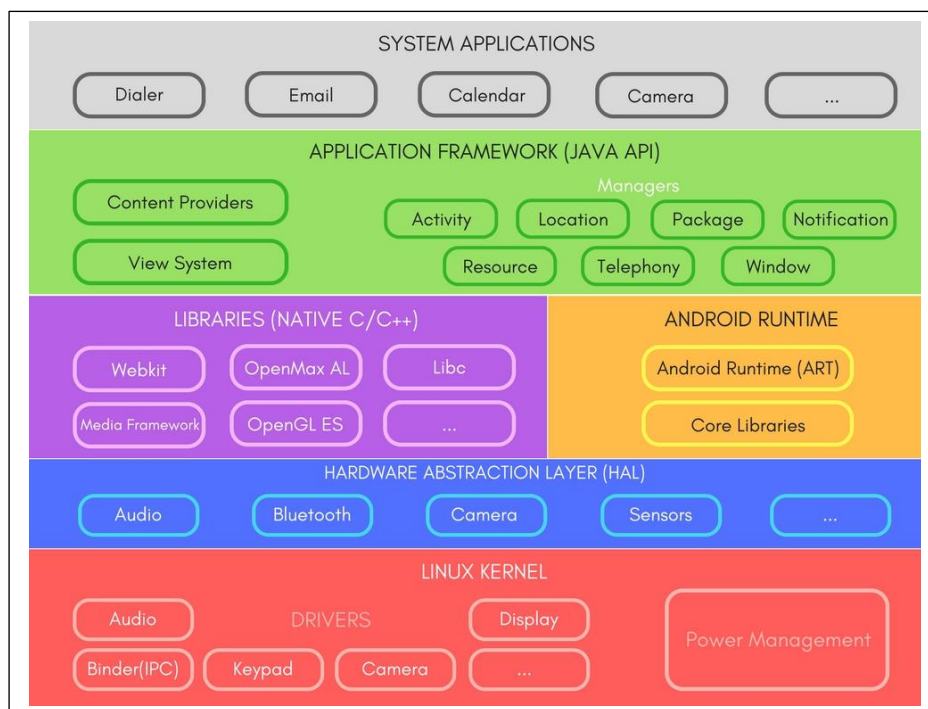 SYSTEM APPLICATIONS
Dialer
Email
Calendar
Camera
...
APPLICATION FRAMEWORK (JAVA API)
Content Providers
View System
Managers
Activity
Location
Package
Notification
Resource
Telephony
Window
LIBRARIES (NATIVE C/C++)
Webkit
OpenMax AL
Libc
Media Framework
OpenGL ES
...
ANDROID RUNTIME
Android Runtime (ART)
Core Libraries
HARDWARE ABSTRACTION LAYER (HAL)
Audio
Bluetooth
Camera
Sensors
...
LINUX KERNEL
Audio
DRIVERS
Display
Binder(IPC)
Keypad
Camera
...
Power Management